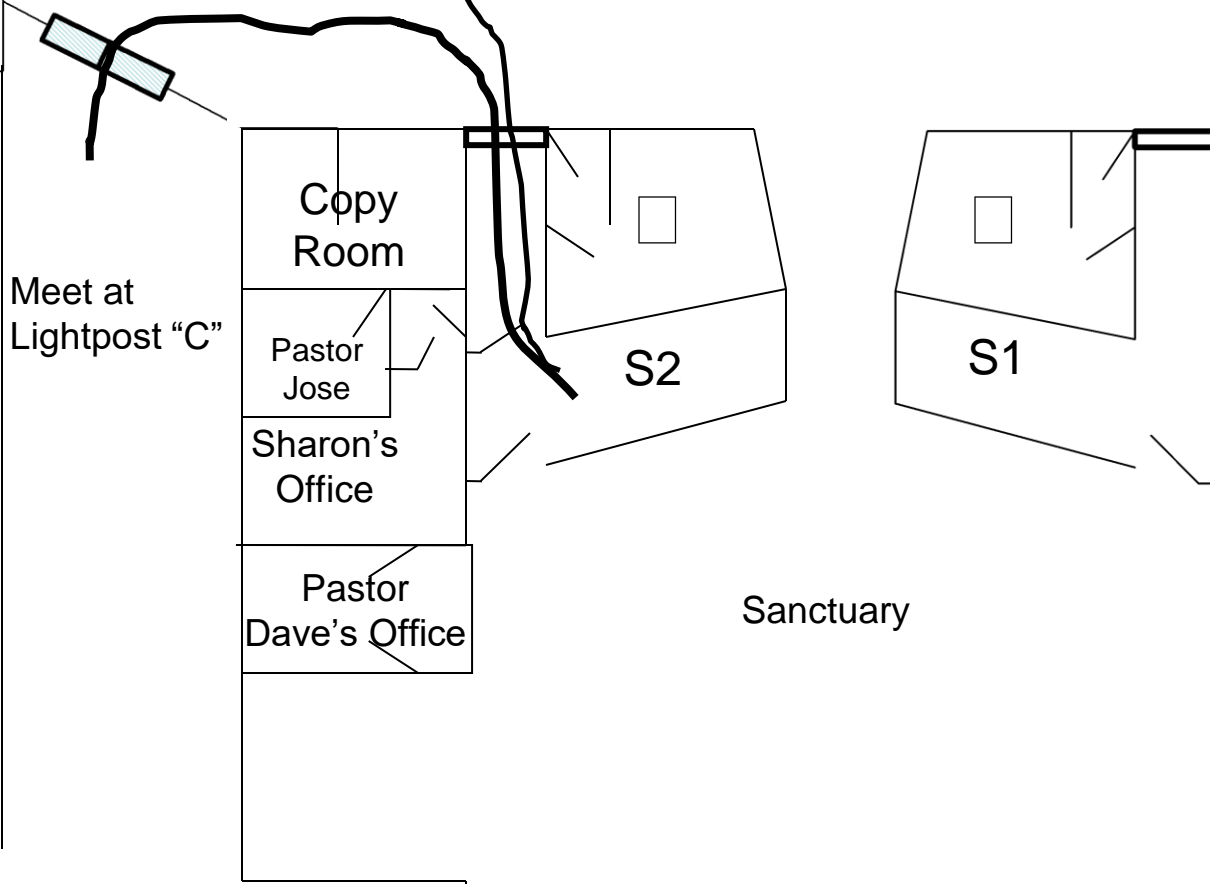 Copy
Room
Meet at
Lightpost “C”
Pastor
Jose
S2
S1
Sharon’s
Office
Pastor
Dave’s Office
Sanctuary